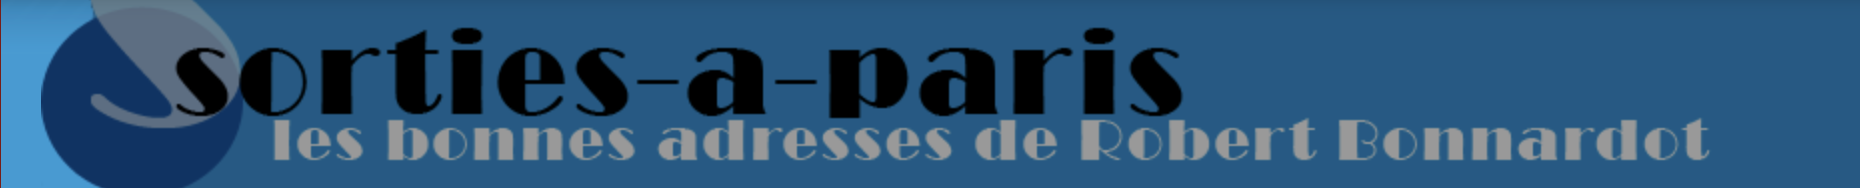 sorties-a-paris
les bonnes adresses de Robert Bonnardot